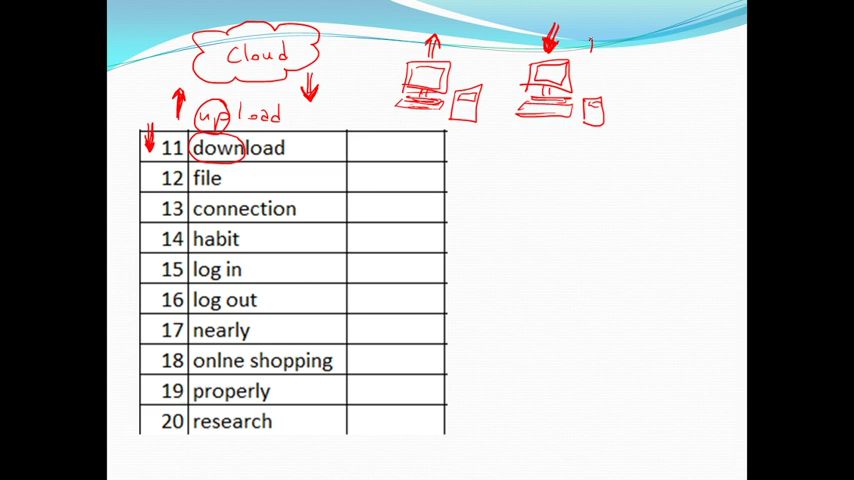 Cloud
upload
11 download
12 file
13 connection
14 habit
15 log in
16 log out
17 nearly
18 onlne shopping
19 properly
20 research